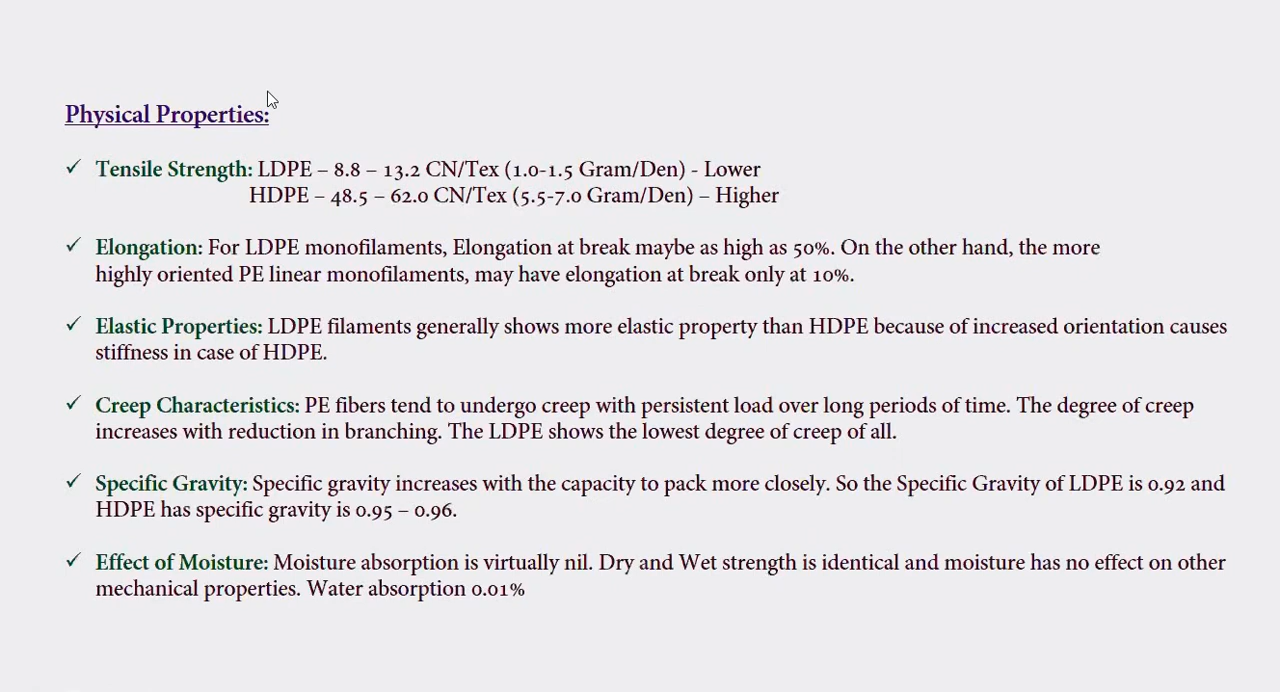 Physical Properties:
✓ Tensile Strength: LDPE – 8.8 – 13.2 CN/Tex (1.0-1.5 Gram/Den) - Lower
HDPE – 48.5 – 62.0 CN/Tex (5.5-7.0 Gram/Den) – Higher
✓ Elongation: For LDPE monofilaments, Elongation at break maybe as high as 50%. On the other hand, the more
highly oriented PE linear monofilaments, may have elongation at break only at 10%.
✓ Elastic Properties: LDPE filaments generally shows more elastic property than HDPE because of increased orientation causes
stiffness in case of HDPE.
✓ Creep Characteristics: PE fibers tend to undergo creep with persistent load over long periods of time. The degree of creep
increases with reduction in branching. The LDPE shows the lowest degree of creep of all.
✓ Specific Gravity: Specific gravity increases with the capacity to pack more closely. So the Specific Gravity of LDPE is 0.92 and
HDPE has specific gravity is 0.95 – 0.96.
✓ Effect of Moisture: Moisture absorption is virtually nil. Dry and Wet strength is identical and moisture has no effect on other
mechanical properties. Water absorption 0.01%